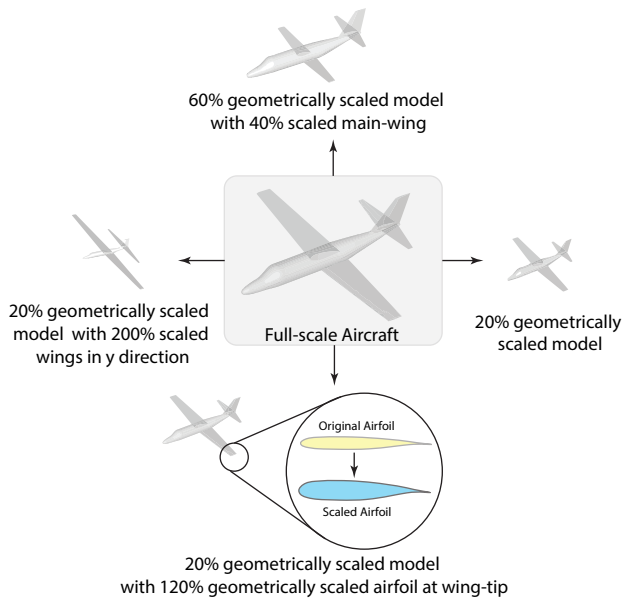 60% geometrically scaled model
with 40% scaled main-wing
20% geometrically scaled
model with 200% scaled
wings in y direction
Full-scale Aircraft
20% geometrically
scaled model
Original Airfoil
Scaled Airfoil
20% geometrically scaled model
with 120% geometrically scaled airfoil at wing-tip